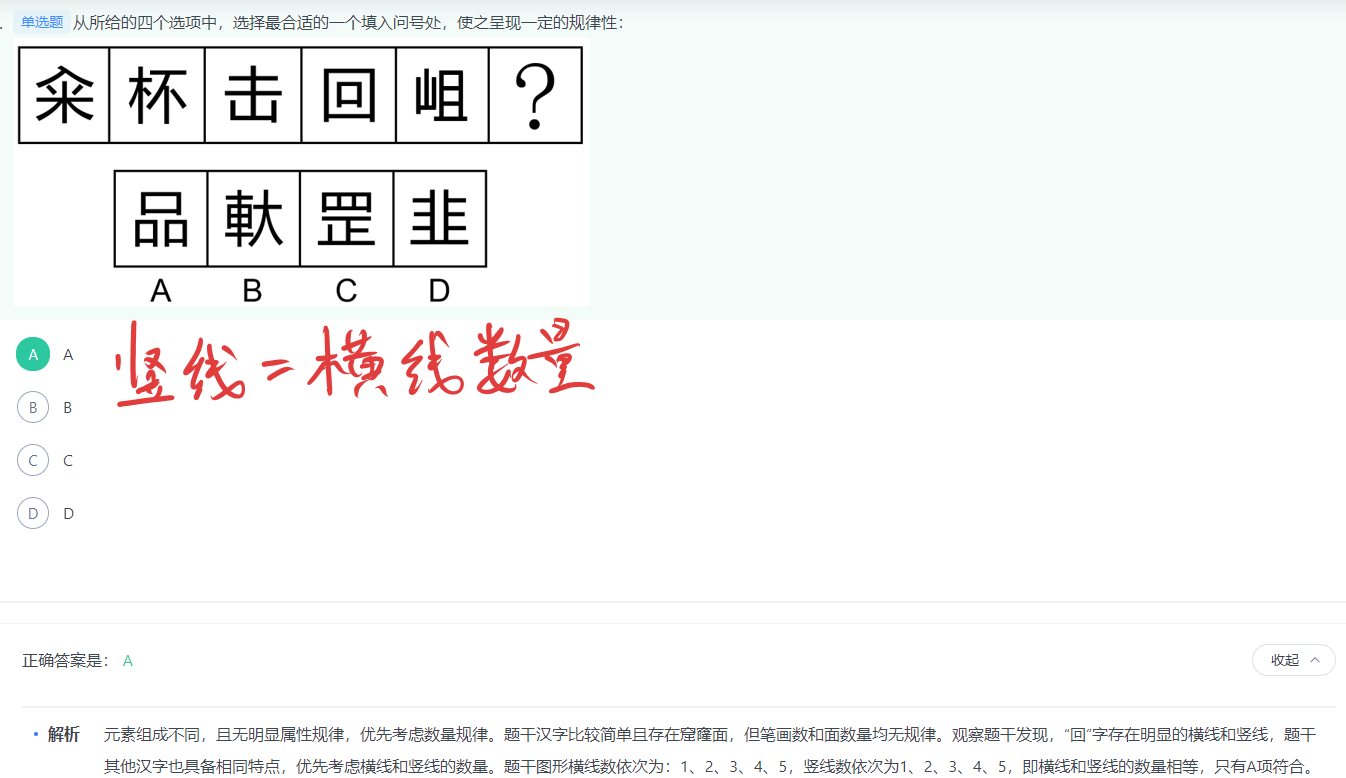 . 单选题 从所给的四个选项中，选择最合适的一个填入问号处，使之呈现一定的规律性：
籴 杯 击 回 岨 ?
品 軑 罡 韭
A B C D
A A
竖线=横线数量
B B
C C
D D
正确答案是： A
收起
• 解析 元素组成不同，且无明显属性规律，优先考虑数量规律。题干汉字比较简单且存在窟窿面，但笔画数和面数量均无规律。观察题干发现，“回”字存在明显的横线和竖线，题干
其他汉字也具备相同特点，优先考虑横线和竖线的数量。题干图形横线数依次为：1、2、3、4、5，竖线数依次为1、2、3、4、5，即横线和竖线的数量相等，只有A项符合。